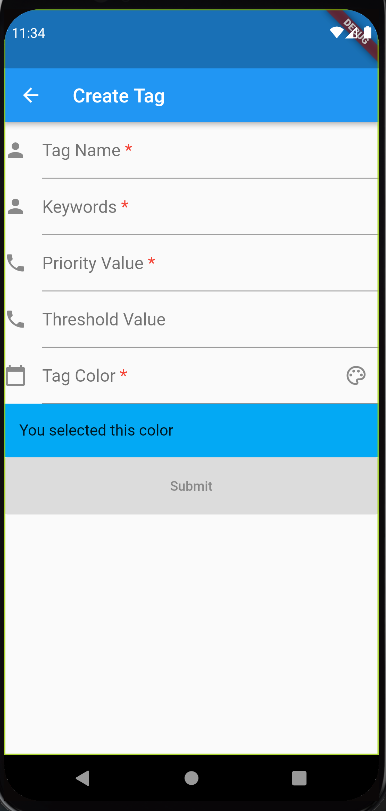 11:34
DEBUG
Create Tag
Tag Name *
Keywords *
Priority Value *
Threshold Value
Tag Color *
You selected this color
Submit